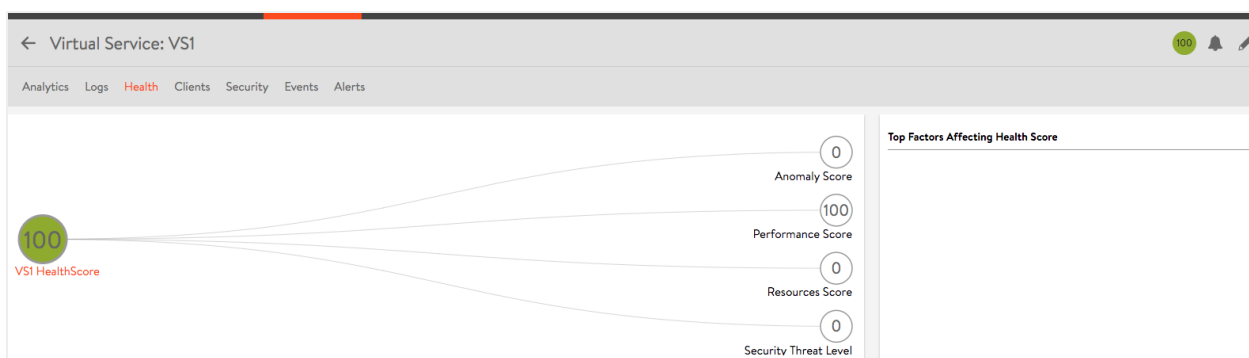 Virtual Service: VS1
100
Analytics Logs Health Clients Security Events Alerts
0
Anomaly Score
100
Performance Score
0
Resources Score
0
Security Threat Level
100
VS1 HealthScore
Top Factors Affecting Health Score